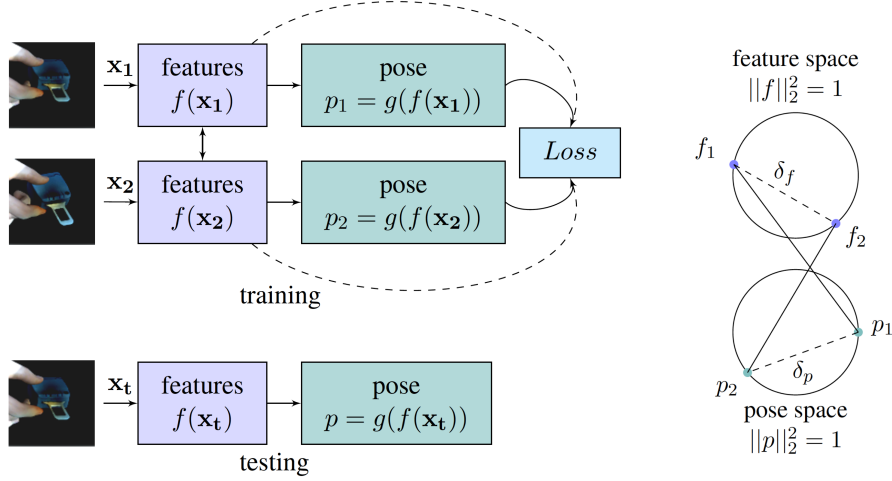 x₁
features
f(x₁)
pose
p₁ = g(f(x₁))
Loss
x₂
features
f(x₂)
pose
p₂ = g(f(x₂))
training
xₜ
features
f(xₜ)
pose
p = g(f(xₜ))
testing
feature space
||f||₂² = 1
f₁
δ_f
f₂
p₁
p₂
δₚ
pose space
||p||₂² = 1